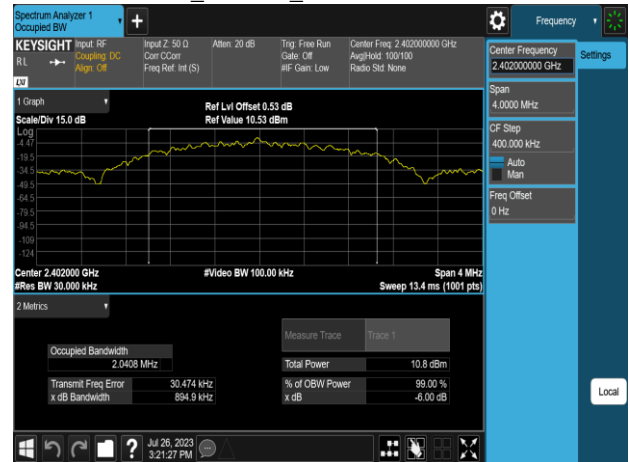 Spectrum Analyzer 1
Occupied BW
Frequency
KEYSIGHT
RL
LXI
Input: RF
Coupling: DC
Align: Off
Input Z: 50 Ω
Corr CCorr
Freq Ref: Int (S)
Atten: 20 dB
Trig: Free Run
Gate: Off
#IF Gain: Low
Center Freq: 2.402000000 GHz
Avg|Hold: 100/100
Radio Std: None
Center Frequency
2.402000000 GHz
Settings
Span
4.0000 MHz
CF Step
400.000 kHz
Auto
Man
Freq Offset
0 Hz
1 Graph
Scale/Div 15.0 dB
Ref Lvl Offset 0.53 dB
Ref Value 10.53 dBm
Log
-4.47
-19.5
-34.5
-49.5
-64.5
-79.5
-94.5
-109
-124
Center 2.402000 GHz
#Res BW 30.000 kHz
#Video BW 100.00 kHz
Span 4 MHz
Sweep 13.4 ms (1001 pts)
2 Metrics
Measure Trace
Trace 1
Occupied Bandwidth
2.0408 MHz
Total Power
10.8 dBm
Transmit Freq Error
30.474 kHz
% of OBW Power
99.00 %
x dB Bandwidth
894.9 kHz
x dB
-6.00 dB
Local
?
Jul 26, 2023
3:21:27 PM